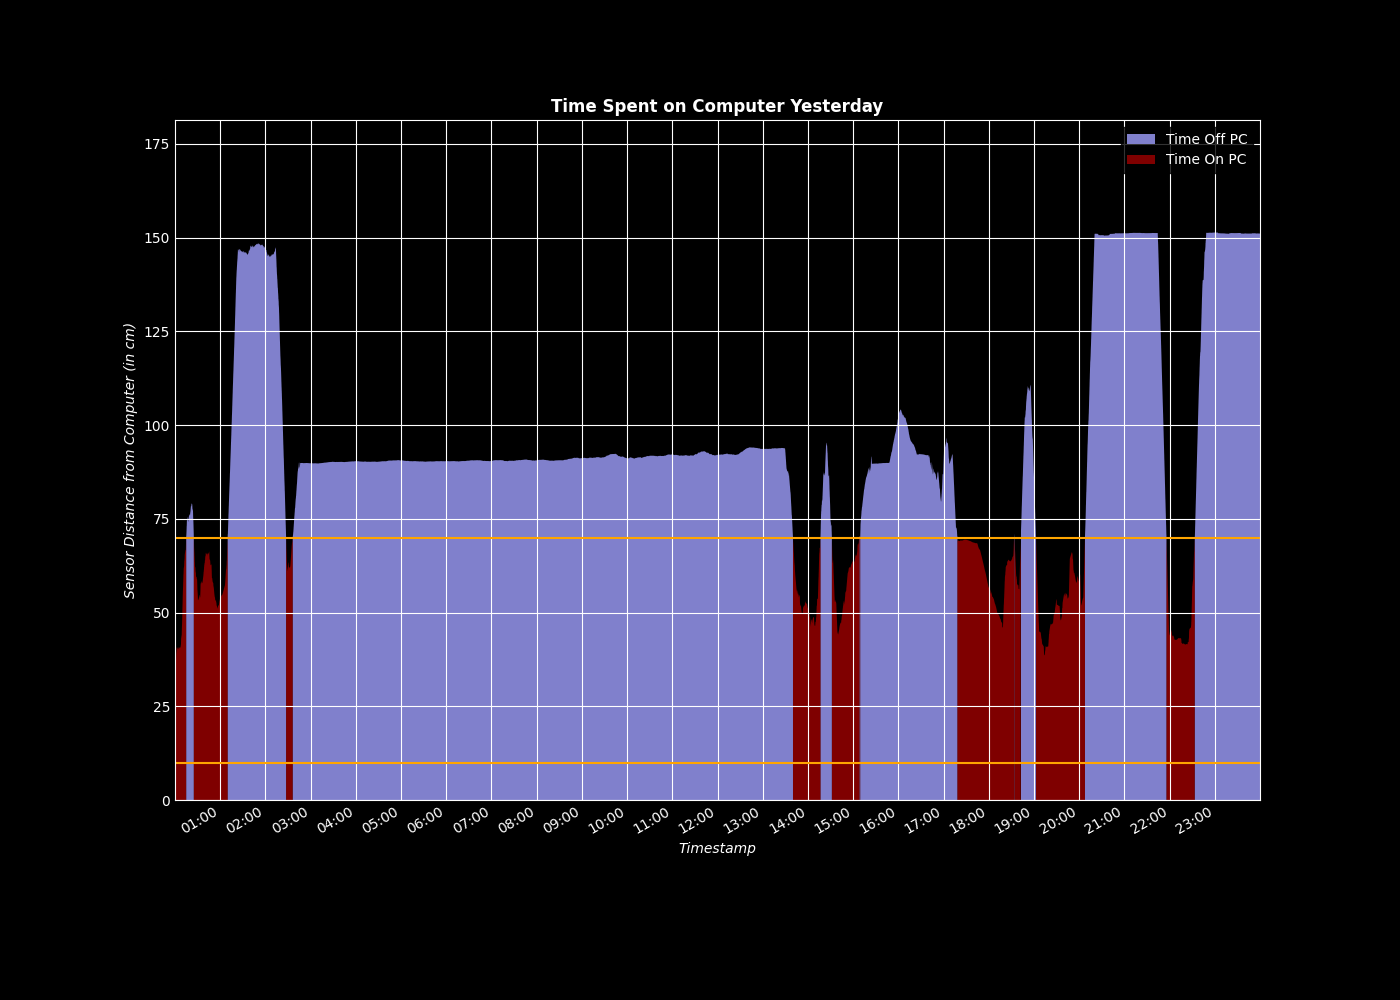 Time Spent on Computer Yesterday
Time Off PC
Time On PC
Sensor Distance from Computer (in cm)
175
150
125
100
75
50
25
0
01:00 02:00 03:00 04:00 05:00 06:00 07:00 08:00 09:00 10:00 11:00 12:00 13:00 14:00 15:00 16:00 17:00 18:00 19:00 20:00 21:00 22:00 23:00
Timestamp